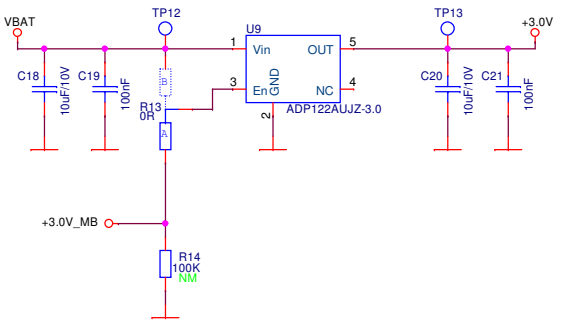 VBAT
TP12
U9
TP13
+3.0V
1
Vin
OUT
5
C18
10uF/10V
C19
100nF
B
3
En
GND
NC
4
C20
10uF/10V
C21
100nF
R13
0R
2
ADP122AUJZ-3.0
A
+3.0V_MB
R14
100K
NM